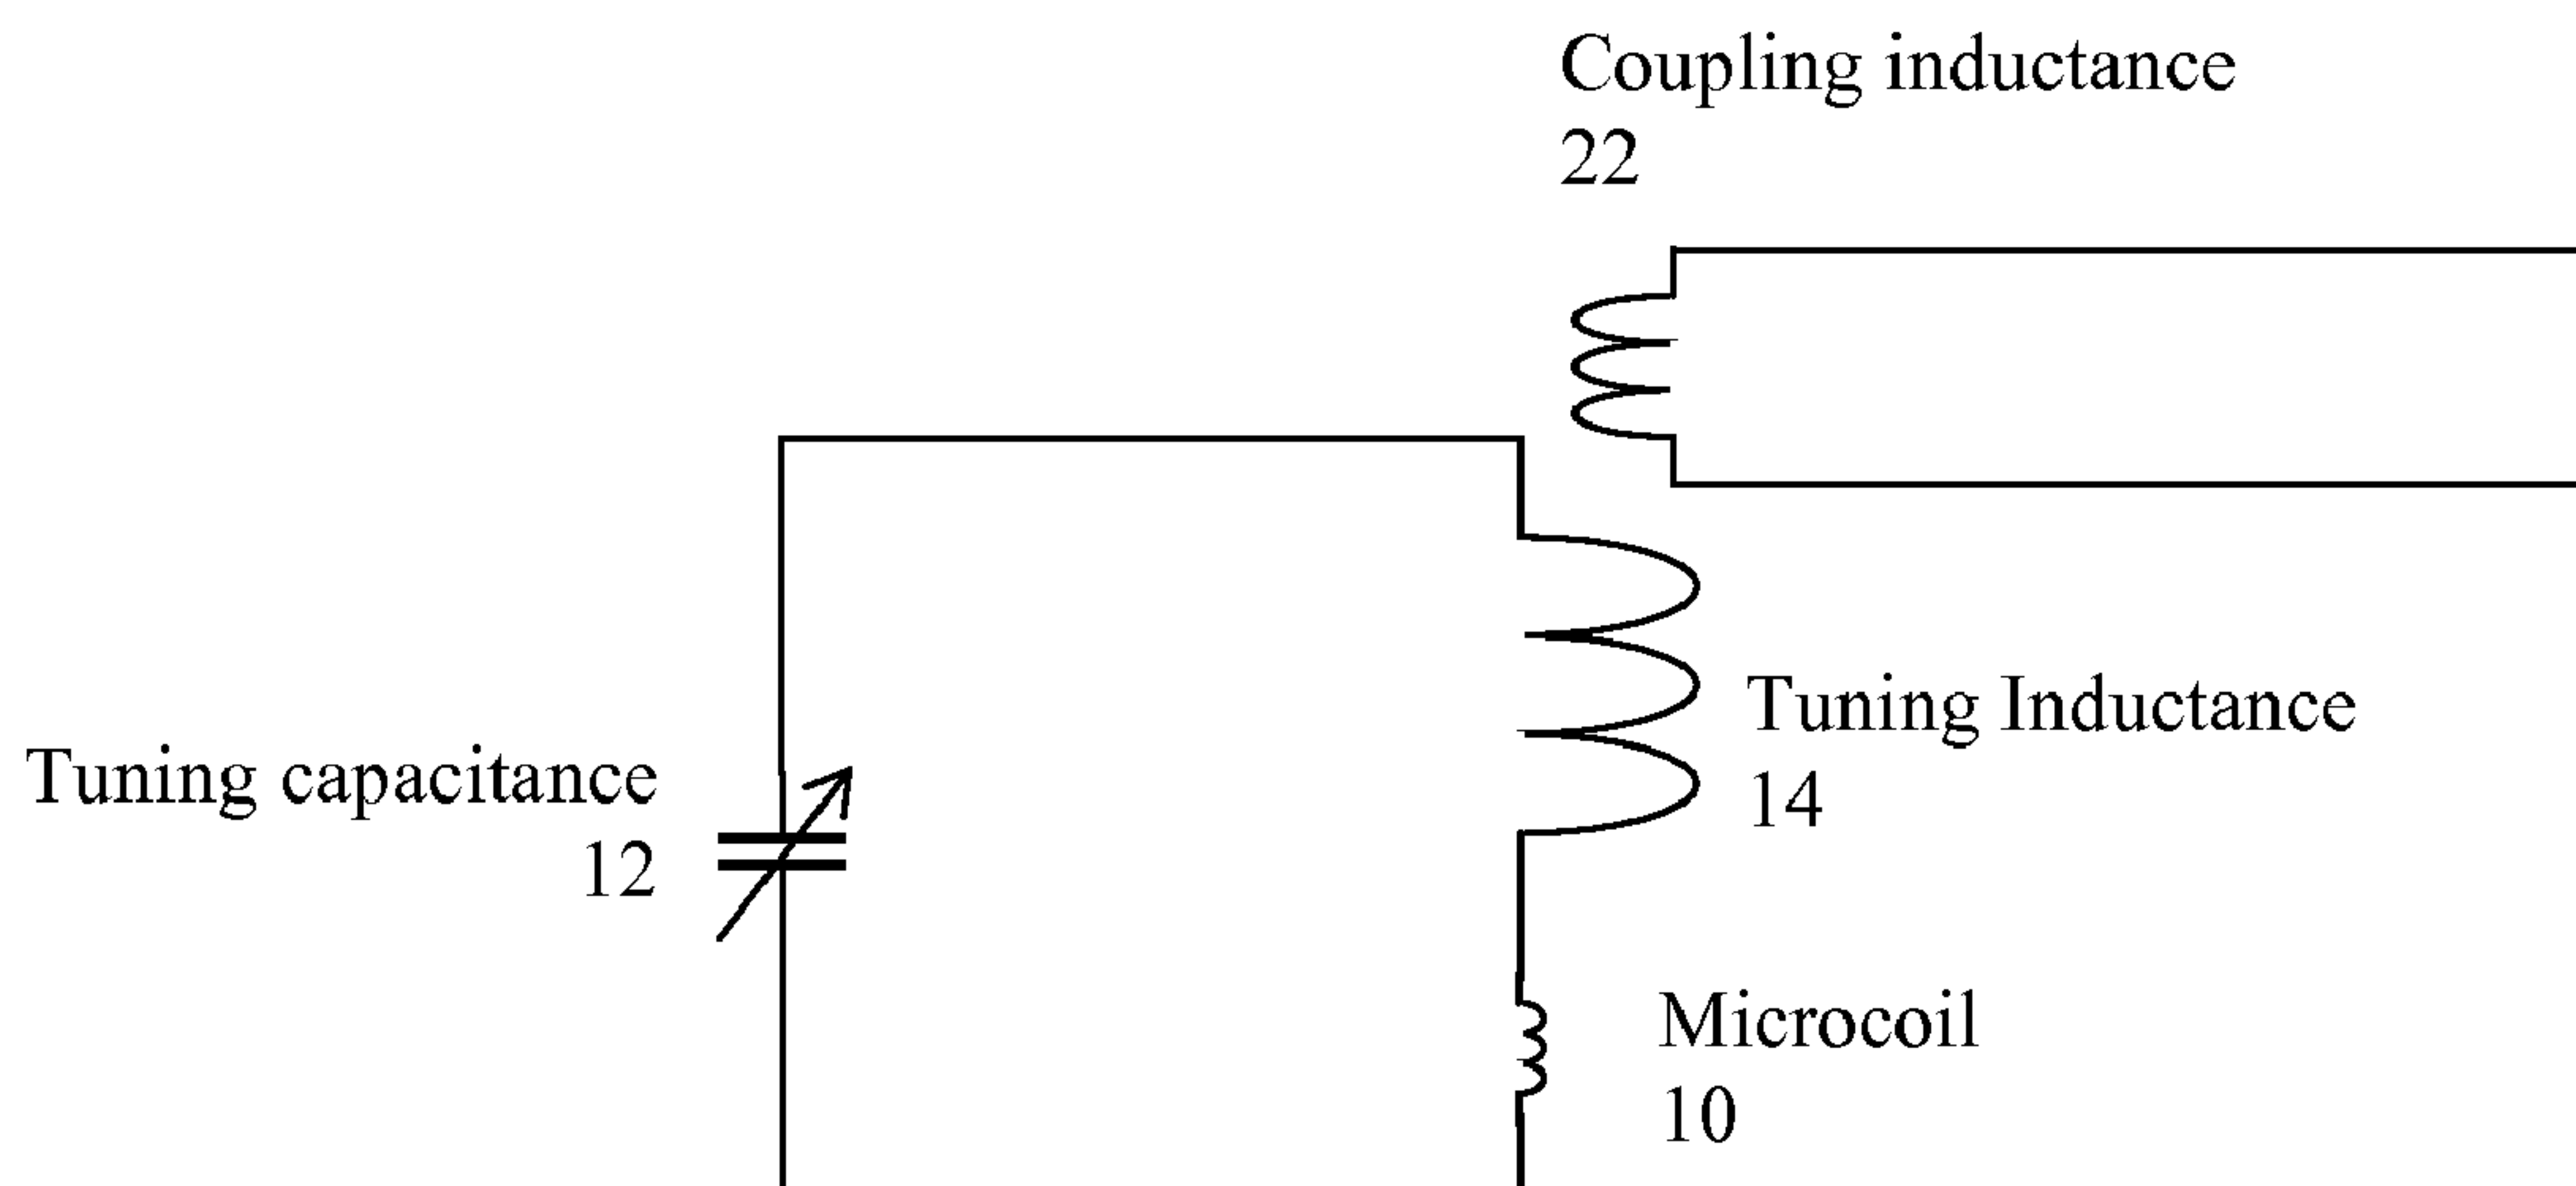 Coupling inductance
22
Tuning Inductance
14
Tuning capacitance
12
Microcoil
10